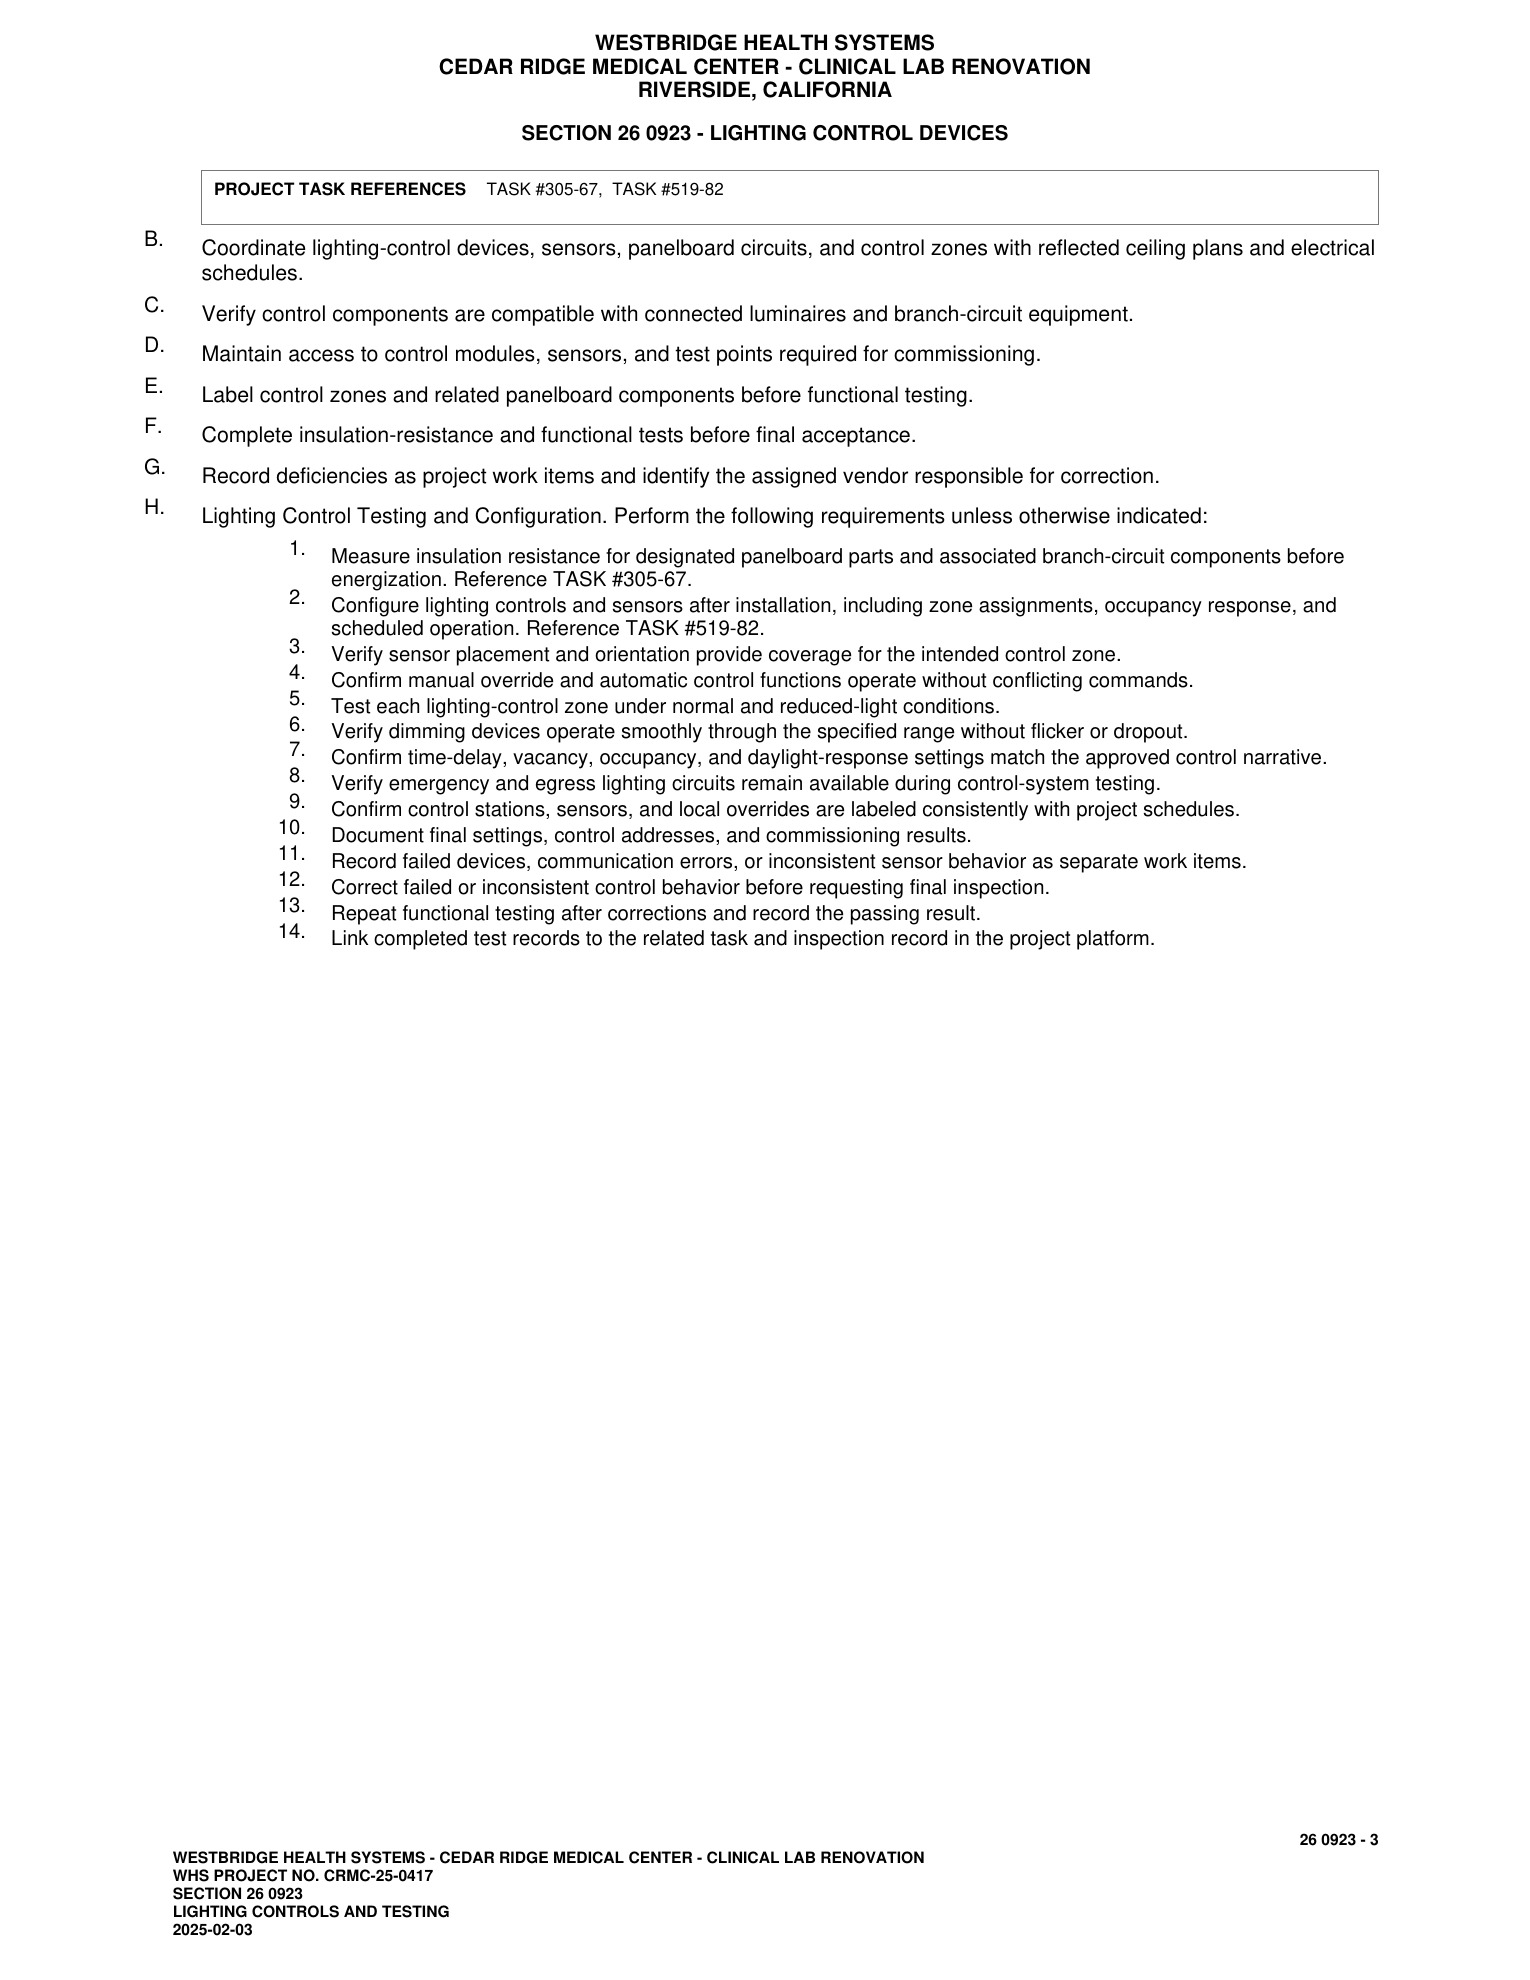 WESTBRIDGE HEALTH SYSTEMS
CEDAR RIDGE MEDICAL CENTER - CLINICAL LAB RENOVATION
RIVERSIDE, CALIFORNIA
SECTION 26 0923 - LIGHTING CONTROL DEVICES
PROJECT TASK REFERENCES TASK #305-67, TASK #519-82
B. Coordinate lighting-control devices, sensors, panelboard circuits, and control zones with reflected ceiling plans and electrical
schedules.
C. Verify control components are compatible with connected luminaires and branch-circuit equipment.
D. Maintain access to control modules, sensors, and test points required for commissioning.
E. Label control zones and related panelboard components before functional testing.
F. Complete insulation-resistance and functional tests before final acceptance.
G. Record deficiencies as project work items and identify the assigned vendor responsible for correction.
H. Lighting Control Testing and Configuration. Perform the following requirements unless otherwise indicated:
1. Measure insulation resistance for designated panelboard parts and associated branch-circuit components before
energization. Reference TASK #305-67.
2. Configure lighting controls and sensors after installation, including zone assignments, occupancy response, and
scheduled operation. Reference TASK #519-82.
3. Verify sensor placement and orientation provide coverage for the intended control zone.
4. Confirm manual override and automatic control functions operate without conflicting commands.
5. Test each lighting-control zone under normal and reduced-light conditions.
6. Verify dimming devices operate smoothly through the specified range without flicker or dropout.
7. Confirm time-delay, vacancy, occupancy, and daylight-response settings match the approved control narrative.
8. Verify emergency and egress lighting circuits remain available during control-system testing.
9. Confirm control stations, sensors, and local overrides are labeled consistently with project schedules.
10. Document final settings, control addresses, and commissioning results.
11. Record failed devices, communication errors, or inconsistent sensor behavior as separate work items.
12. Correct failed or inconsistent control behavior before requesting final inspection.
13. Repeat functional testing after corrections and record the passing result.
14. Link completed test records to the related task and inspection record in the project platform.
26 0923 - 3
WESTBRIDGE HEALTH SYSTEMS - CEDAR RIDGE MEDICAL CENTER - CLINICAL LAB RENOVATION
WHS PROJECT NO. CRMC-25-0417
SECTION 26 0923
LIGHTING CONTROLS AND TESTING
2025-02-03